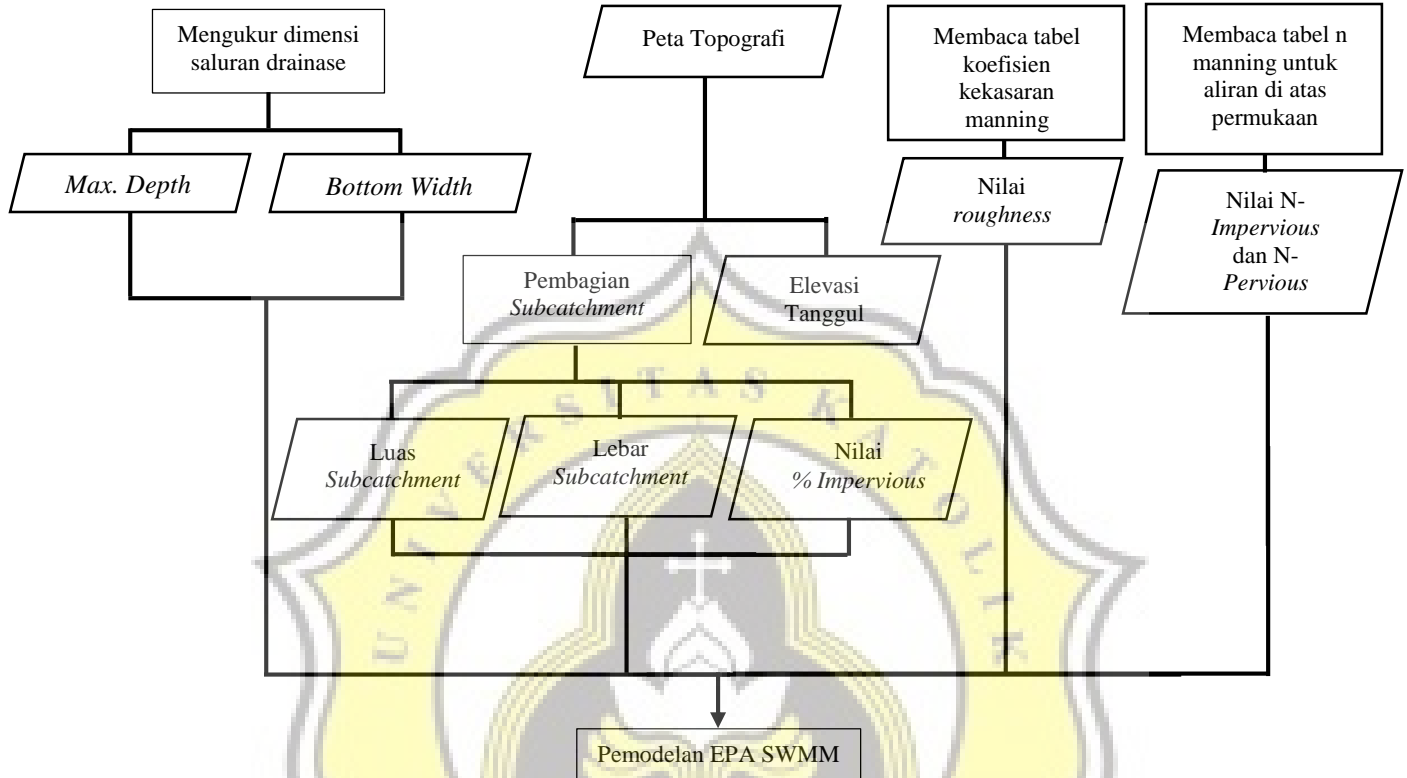 Mengukur dimensi
saluran drainase
Peta Topografi
Membaca tabel
koefisien
kekasaran
manning
Membaca tabel n
manning untuk
aliran di atas
permukaan
Max. Depth
Bottom Width
Nilai
roughness
Nilai N-
Impervious
dan N-
Pervious
Pembagian
Subcatchment
Elevasi
Tanggul
Luas
Subcatchment
Lebar
Subcatchment
Nilai
% Impervious
Pemodelan EPA SWMM
UNIVERSITAS KATOLIK